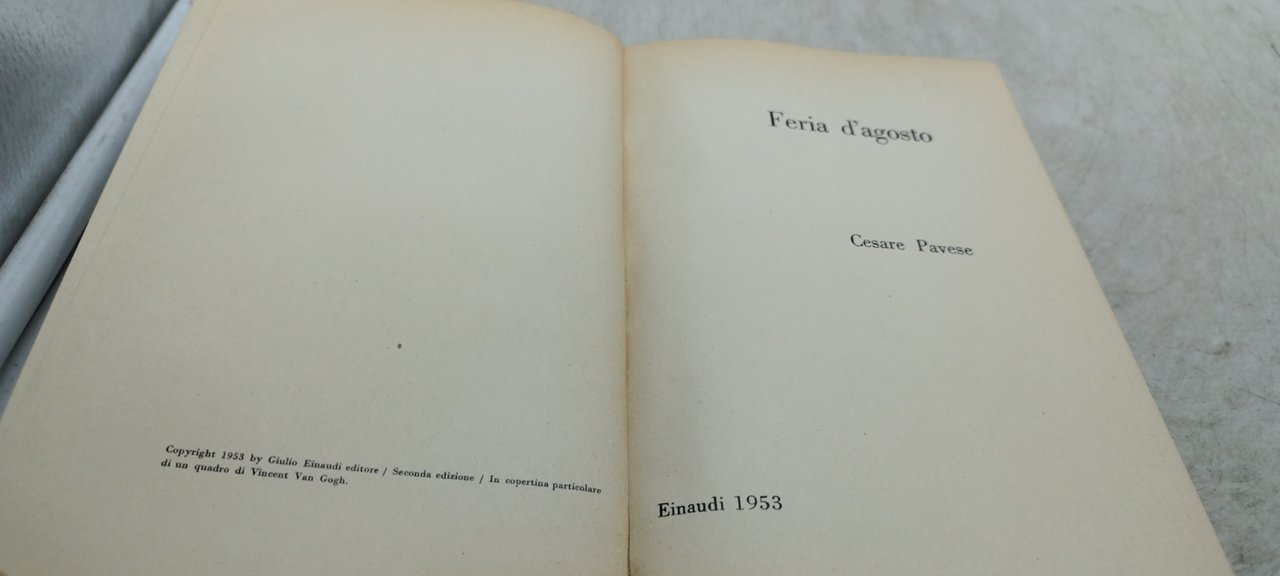 Copyright 1953 by Giulio Einaudi editore / Seconda edizione / In copertina particolare
di un quadro di Vincent Van Gogh.
Feria d'agosto
Cesare Pavese
Einaudi 1953